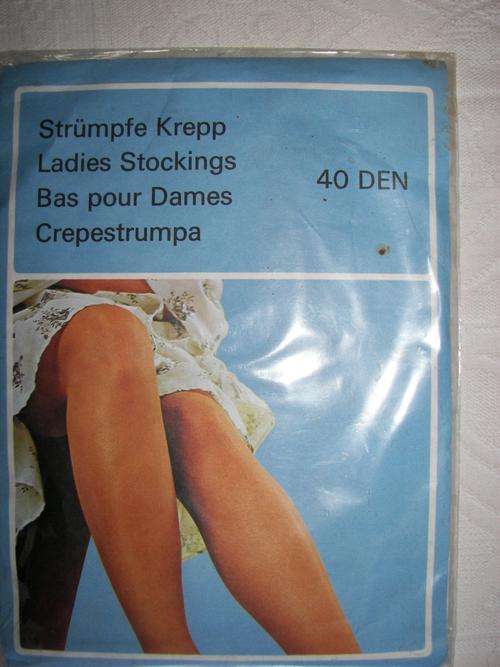 Strümpfe Krepp
Ladies Stockings
Bas pour Dames
Crepestrumpa
40 DEN